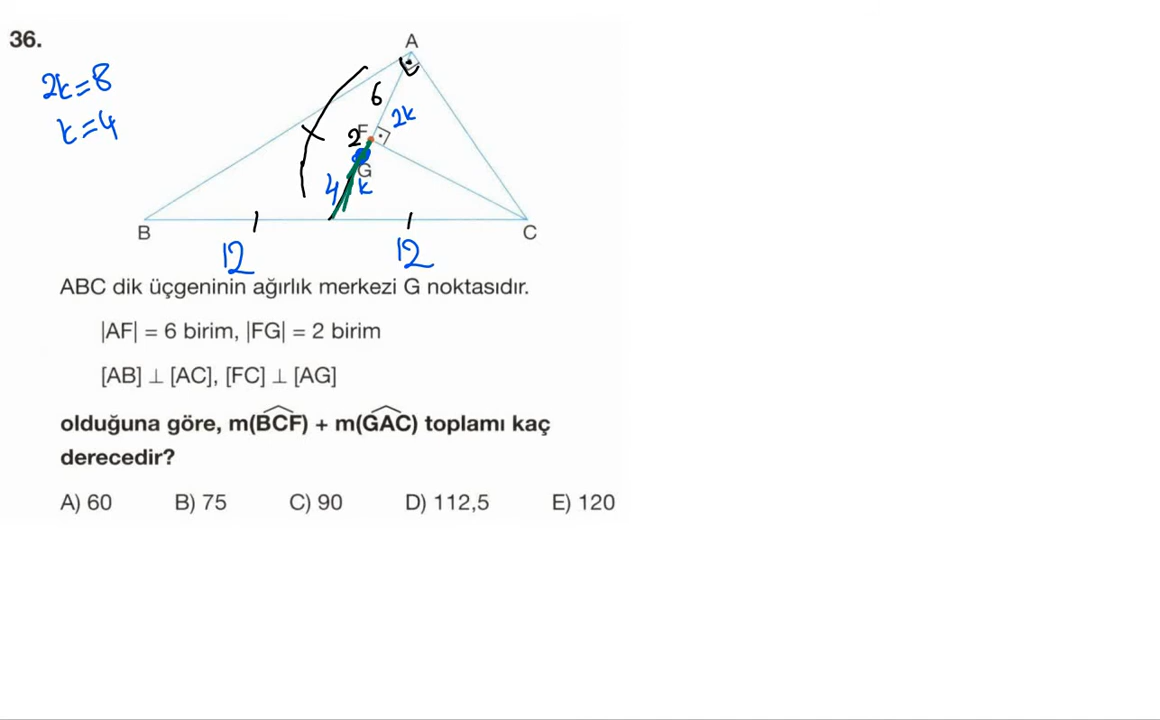 36.
A
2k=8
6
2k
k=4
F
2
G
4
k
B
C
12
12
ABC dik üçgeninin ağırlık merkezi G noktasıdır.
|AF| = 6 birim, |FG| = 2 birim
[AB] ⊥ [AC], [FC] ⊥ [AG]
olduğuna göre, m(BCF) + m(GAC) toplamı kaç
derecedir?
A) 60 B) 75 C) 90 D) 112,5 E) 120